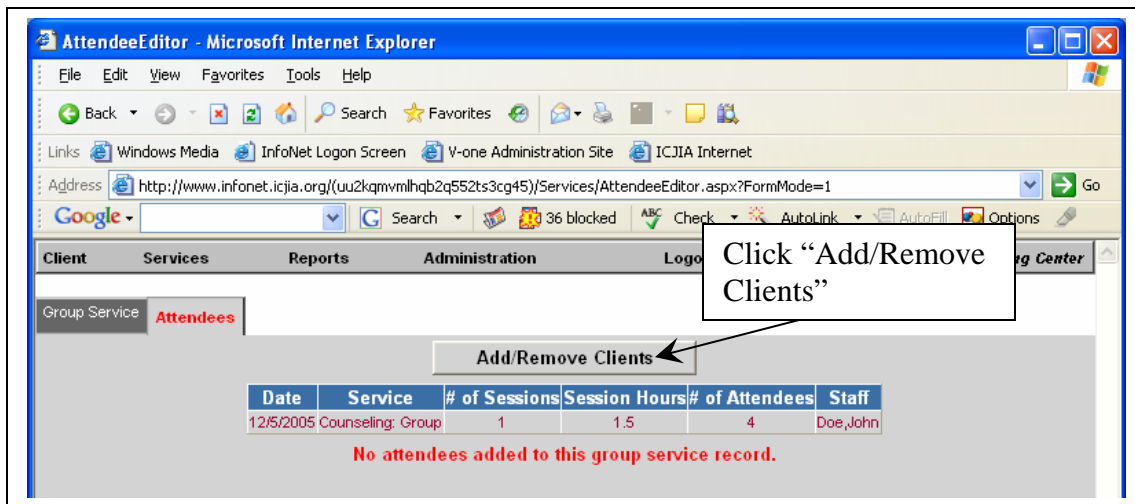 AttendeeEditor - Microsoft Internet Explorer
File Edit View Favorites Tools Help
Back Search Favorites
Links Windows Media InfoNet Logon Screen V-one Administration Site ICJIA Internet
Address http://www.infonet.icjia.org/(uu2kqmvmlhqb2q552ts3cg45)/Services/AttendeeEditor.aspx?FormMode=1 Go
Google Search 36 blocked ABC Check AutoLink AutoFill Options
Client Services Reports Administration Logo g Center
Click “Add/Remove
Clients”
Group Service Attendees
Add/Remove Clients
Date Service # of Sessions Session Hours # of Attendees Staff
12/5/2005 Counseling: Group 1 1.5 4 Doe,John
No attendees added to this group service record.